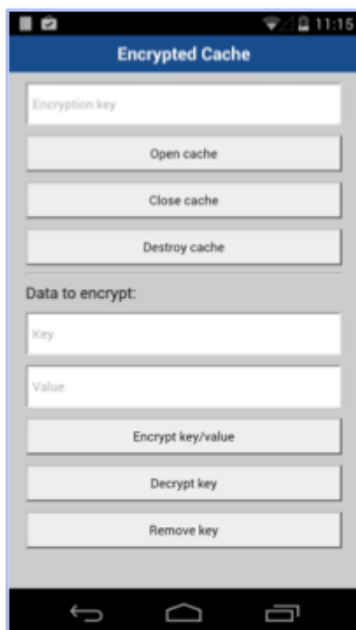 11:15
Encrypted Cache
Encryption key
Open cache
Close cache
Destroy cache
Data to encrypt:
Key
Value
Encrypt key/value
Decrypt key
Remove key